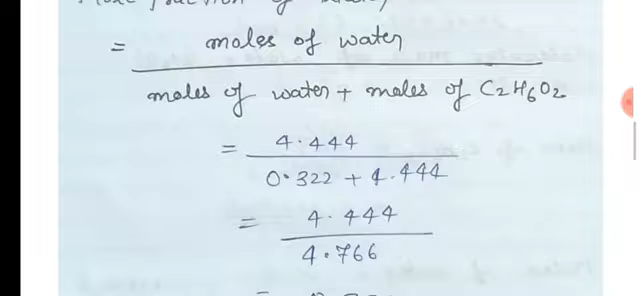 = moles of water
moles of water + moles of C2H6O2
= 4.444
0.322 + 4.444
= 4.444
4.766
=